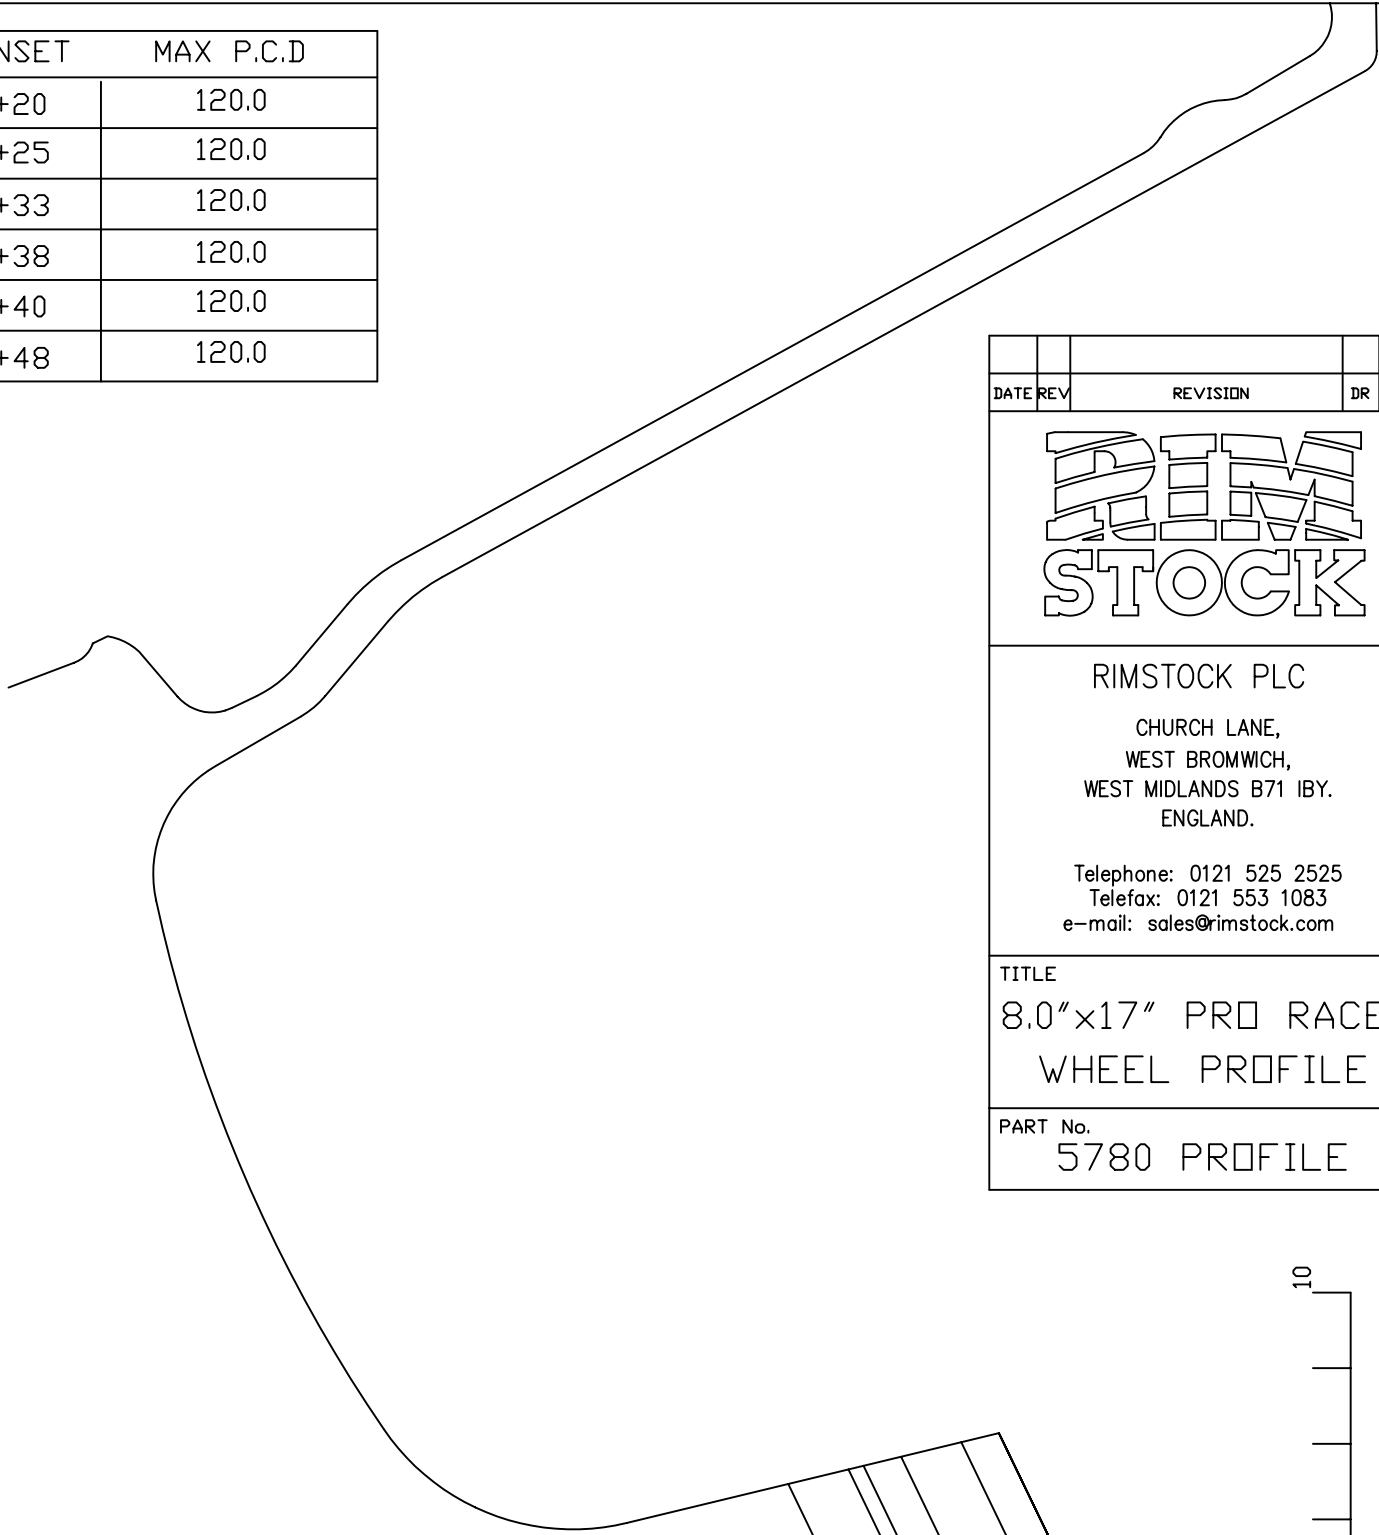 NSET MAX P.C.D
+20 120.0
+25 120.0
+33 120.0
+38 120.0
+40 120.0
+48 120.0
DATE REV REVISION DR
RIM
STOCK
RIMSTOCK PLC
CHURCH LANE,
WEST BROMWICH,
WEST MIDLANDS B71 IBY.
ENGLAND.
Telephone: 0121 525 2525
Telefax: 0121 553 1083
e-mail: sales@rimstock.com
TITLE
8.0"x17" PRO RACE
WHEEL PROFILE
PART No.
5780 PROFILE
10